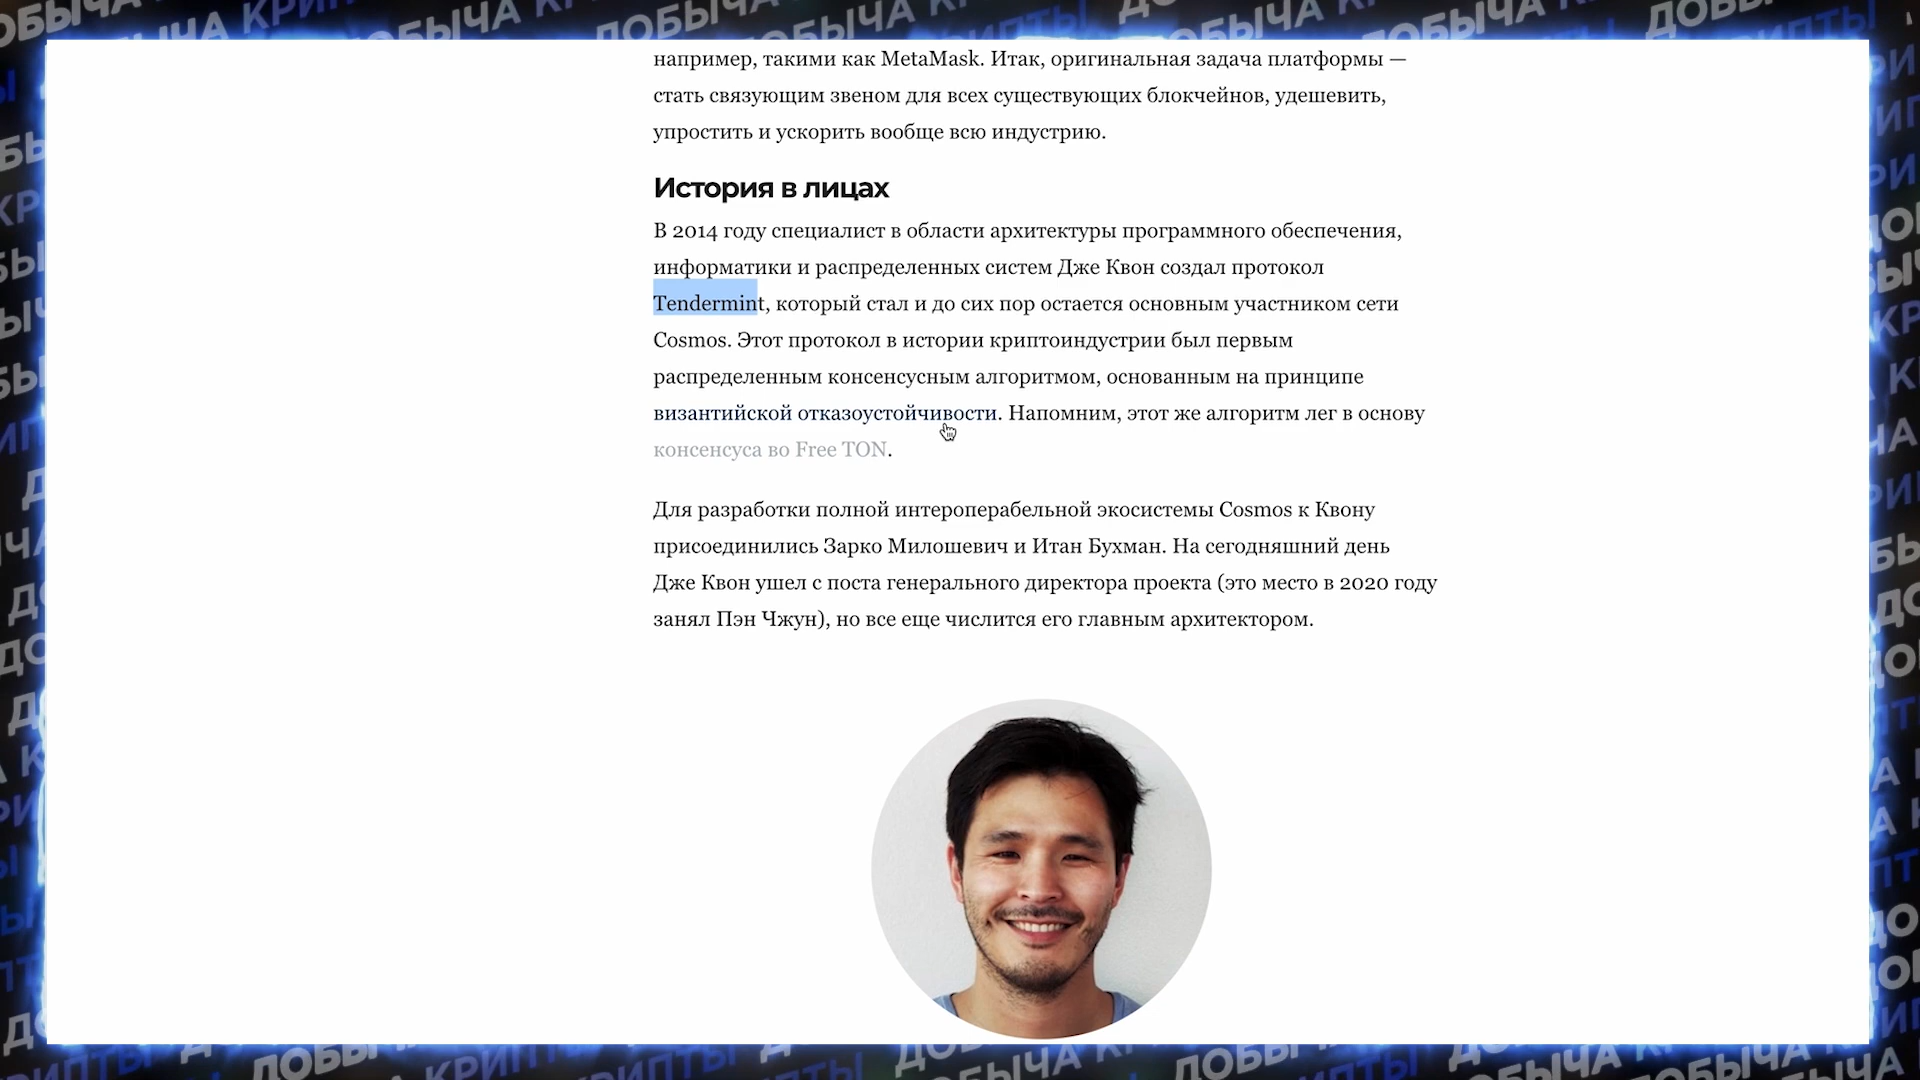 например, такими как MetaMask. Итак, оригинальная задача платформы —
стать связующим звеном для всех существующих блокчейнов, удешевить,
упростить и ускорить вообще всю индустрию.
История в лицах
В 2014 году специалист в области архитектуры программного обеспечения,
информатики и распределенных систем Дже Квон создал протокол
Tendermint, который стал и до сих пор остается основным участником сети
Cosmos. Этот протокол в истории криптоиндустрии был первым
распределенным консенсусным алгоритмом, основанным на принципе
византийской отказоустойчивости. Напомним, этот же алгоритм лег в основу
консенсуса во Free TON.
Для разработки полной интероперабельной экосистемы Cosmos к Квону
присоединились Зарко Милошевич и Итан Бухман. На сегодняшний день
Дже Квон ушел с поста генерального директора проекта (это место в 2020 году
занял Пэн Чжун), но все еще числится его главным архитектором.